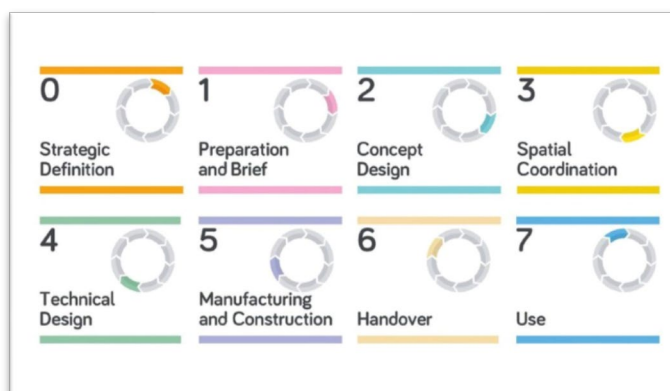 0
Strategic
Definition
1
Preparation
and Brief
2
Concept
Design
3
Spatial
Coordination
4
Technical
Design
5
Manufacturing
and Construction
6
Handover
7
Use